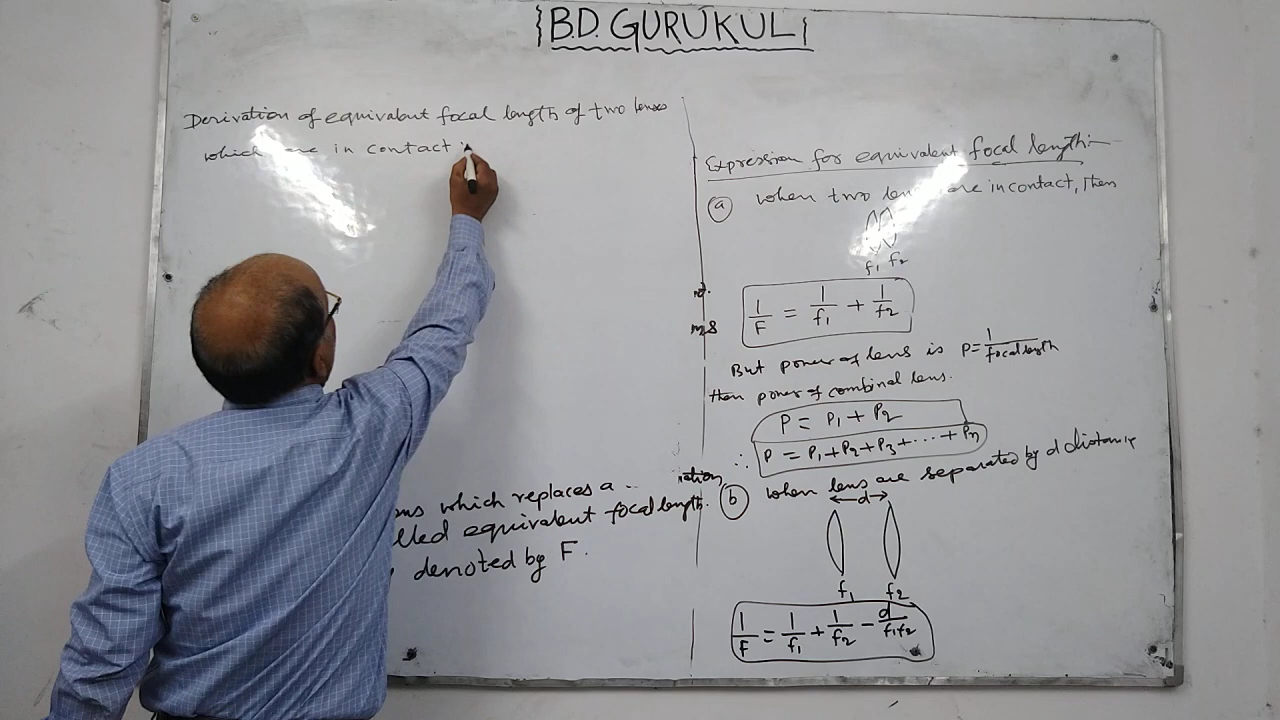 B.D. GURUKUL
Derivation of equivalent focal length of two lenses
which are in contact :
ons which replaces a
lled equivalent focal length.
denoted by F.
Expression for equivalent focal length:-
(a) when two are in contact, then
f1 f2
1/F = 1/f1 + 1/f2
But power of lens is P = 1/focal length
then power of combinal lens.
P = P1 + P2
∴ P = P1 + P2 + P3 + ... + Pn
(b) when lens are separated by d distance
d
f1 f2
1/F = 1/f1 + 1/f2 - d/f1f2